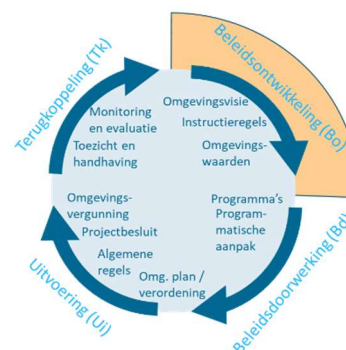 Terugkoppeling (Tk)
Beleidsontwikkeling (Bo)
Monitoring
en evaluatie
Toezicht en
handhaving
Omgevingsvisie
Instructieregels
Omgevings-
waarden
Omgevings-
vergunning
Projectbesluit
Algemene
regels
Omg. plan /
verordening
Programma's
Program-
matische
aanpak
Uitvoering (Ui)
Beleidsdoorwerking (Bd)